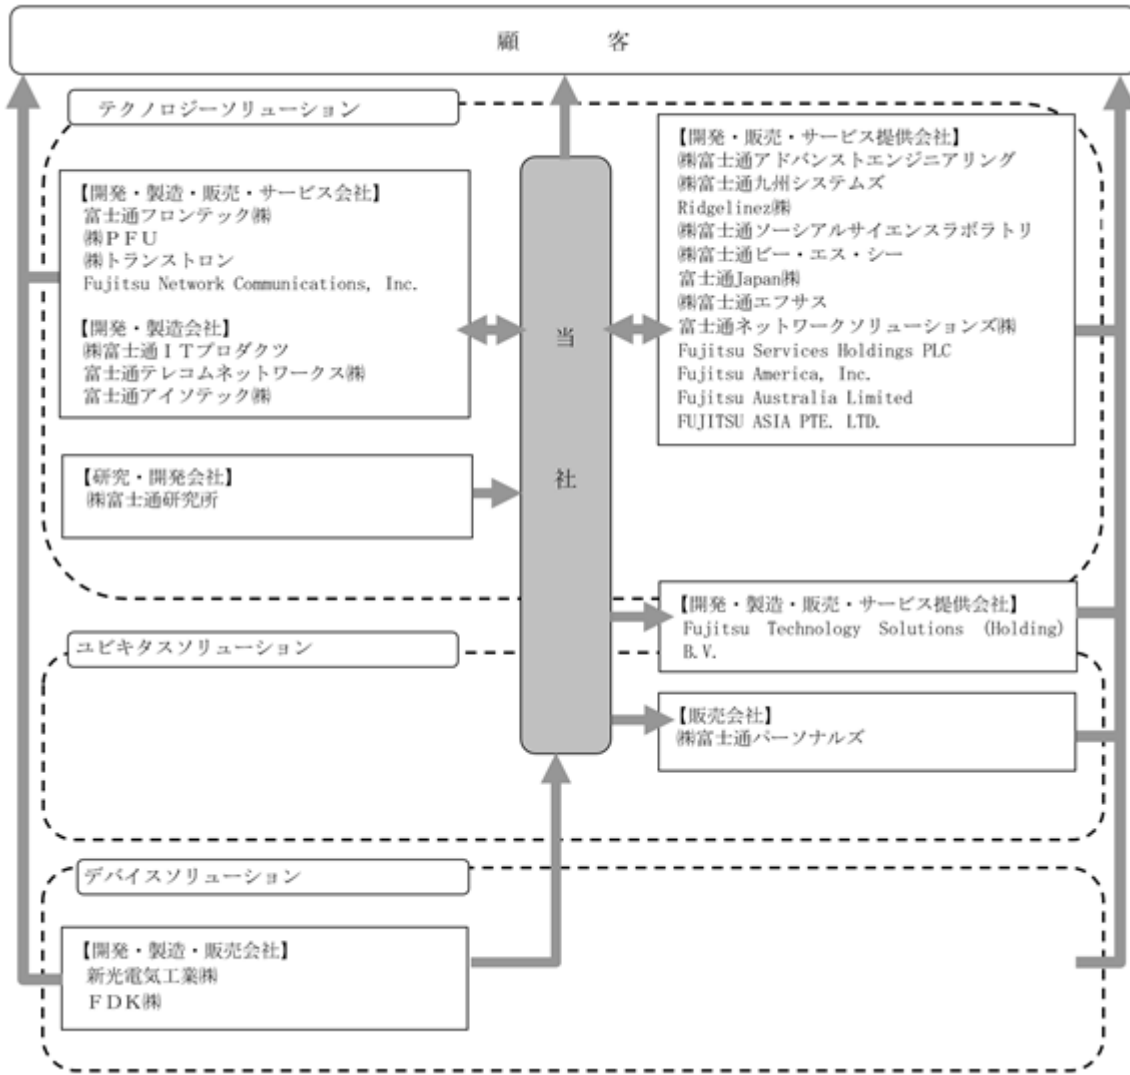 顧客
テクノロジーソリューション
【開発・製造・販売・サービス会社】
富士通フロンテック㈱
㈱ＰＦＵ
㈱トランストロン
Fujitsu Network Communications, Inc.
【開発・製造会社】
㈱富士通ＩＴプロダクツ
富士通テレコムネットワークス㈱
富士通アイソテック㈱
【研究・開発会社】
㈱富士通研究所
当社
【開発・販売・サービス提供会社】
㈱富士通アドバンストエンジニアリング
㈱富士通九州システムズ
Ridgelinez㈱
㈱富士通ソーシアルサイエンスラボラトリ
㈱富士通ビー・エス・シー
富士通Japan㈱
㈱富士通エフサス
富士通ネットワークソリューションズ㈱
Fujitsu Services Holdings PLC
Fujitsu America, Inc.
Fujitsu Australia Limited
FUJITSU ASIA PTE. LTD.
【開発・製造・販売・サービス提供会社】
Fujitsu Technology Solutions (Holding)
B.V.
ユビキタスソリューション
【販売会社】
㈱富士通パーソナルズ
デバイスソリューション
【開発・製造・販売会社】
新光電気工業㈱
ＦＤＫ㈱